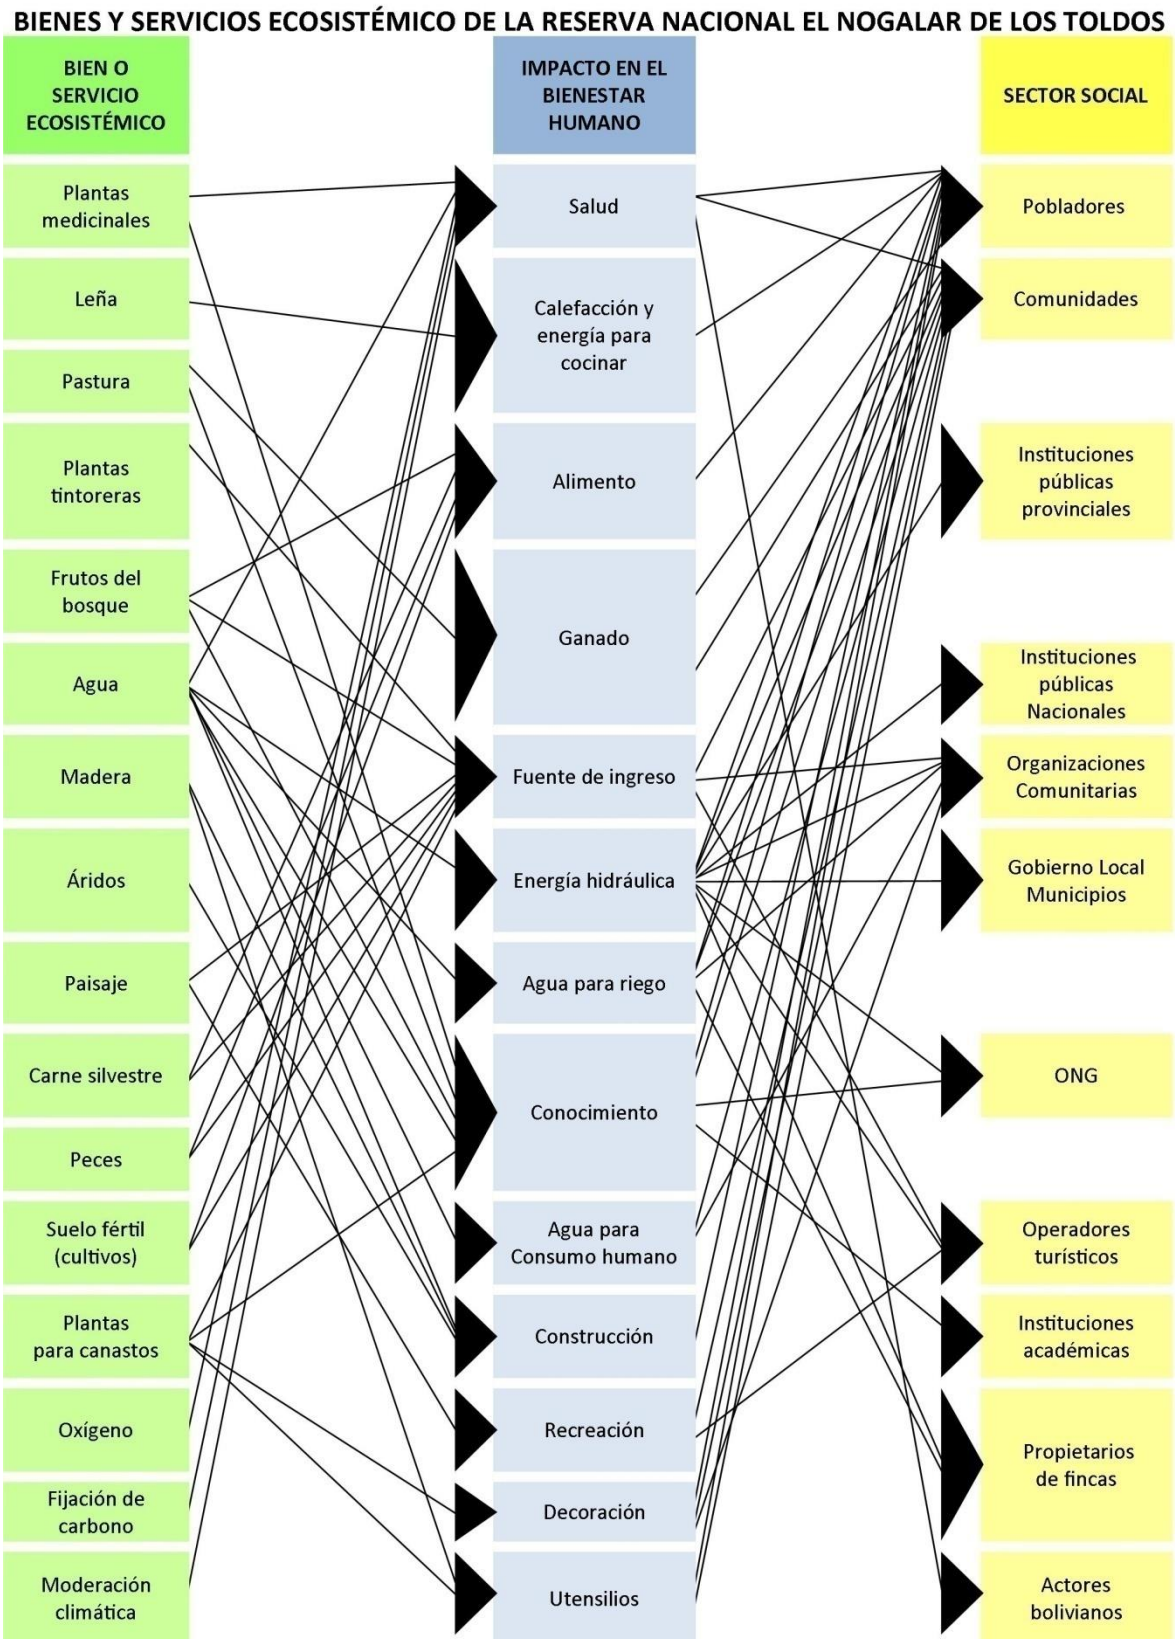 BIENES Y SERVICIOS ECOSISTÉMICO DE LA RESERVA NACIONAL EL NOGALAR DE LOS TOLDOS
BIEN O
SERVICIO
ECOSISTÉMICO
Plantas
medicinales
Leña
Pastura
Plantas
tintoreras
Frutos del
bosque
Agua
Madera
Áridos
Paisaje
Carne silvestre
Peces
Suelo fértil
(cultivos)
Plantas
para canastos
Oxígeno
Fijación de
carbono
Moderación
climática
IMPACTO EN EL
BIENESTAR
HUMANO
Salud
Calefacción y
energía para
cocinar
Alimento
Ganado
Fuente de ingreso
Energía hidráulica
Agua para riego
Conocimiento
Agua para
Consumo humano
Construcción
Recreación
Decoración
Utensilios
SECTOR SOCIAL
Pobladores
Comunidades
Instituciones
públicas
provinciales
Instituciones
públicas
Nacionales
Organizaciones
Comunitarias
Gobierno Local
Municipios
ONG
Operadores
turísticos
Instituciones
académicas
Propietarios
de fincas
Actores
bolivianos